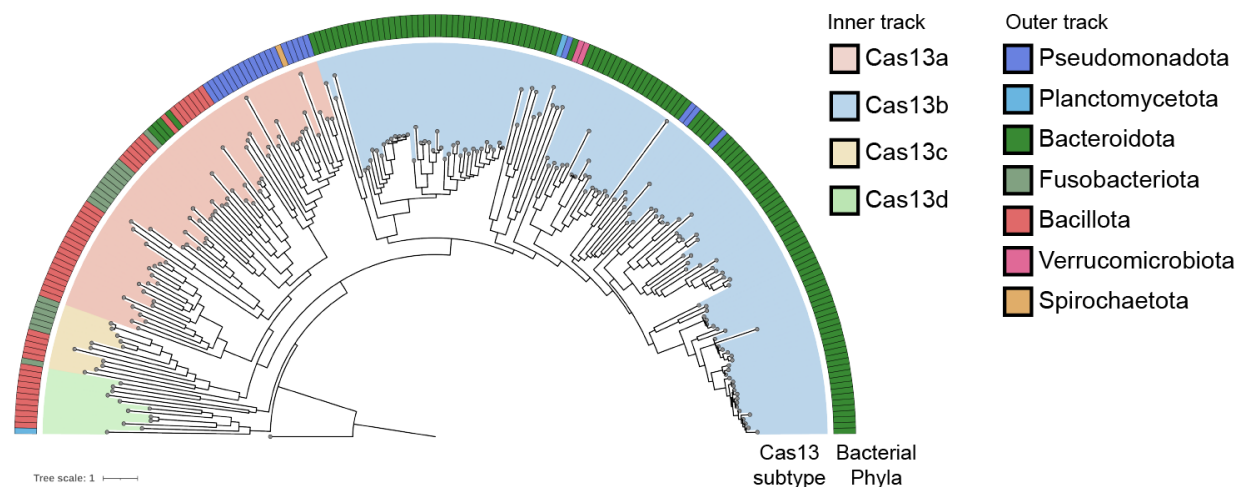 Inner track
Cas13a
Cas13b
Cas13c
Cas13d
Outer track
Pseudomonadota
Planctomycetota
Bacteroidota
Fusobacteriota
Bacillota
Verrucomicrobiota
Spirochaetota
Cas13
subtype
Bacterial
Phyla
Tree scale: 1